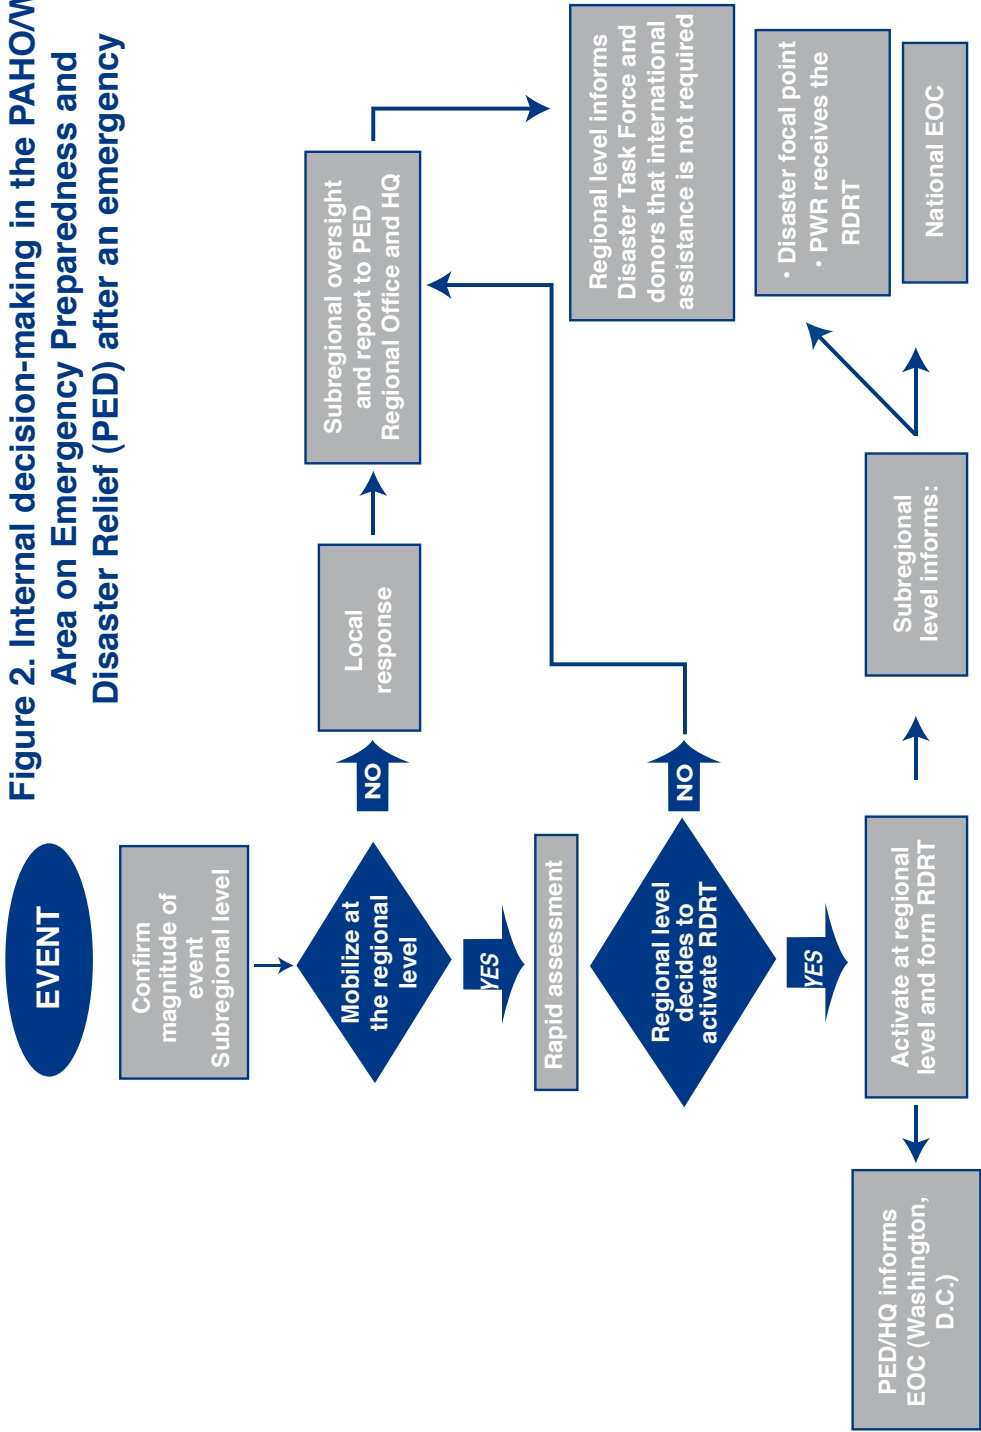 Figure 2. Internal decision-making in the PAHO/W
Area on Emergency Preparedness and
Disaster Relief (PED) after an emergency
EVENT
Confirm
magnitude of
event
Subregional level
Mobilize at
the regional
level
NO
Local
response
Subregional oversight
and report to PED
Regional Office and HQ
YES
Rapid assessment
Regional level
decides to
activate RDRT
NO
Regional level informs
Disaster Task Force and
donors that international
assistance is not required
YES
Activate at regional
level and form RDRT
PED/HQ informs
EOC (Washington,
D.C.)
Subregional
level informs:
· Disaster focal point
· PWR receives the
RDRT
National EOC